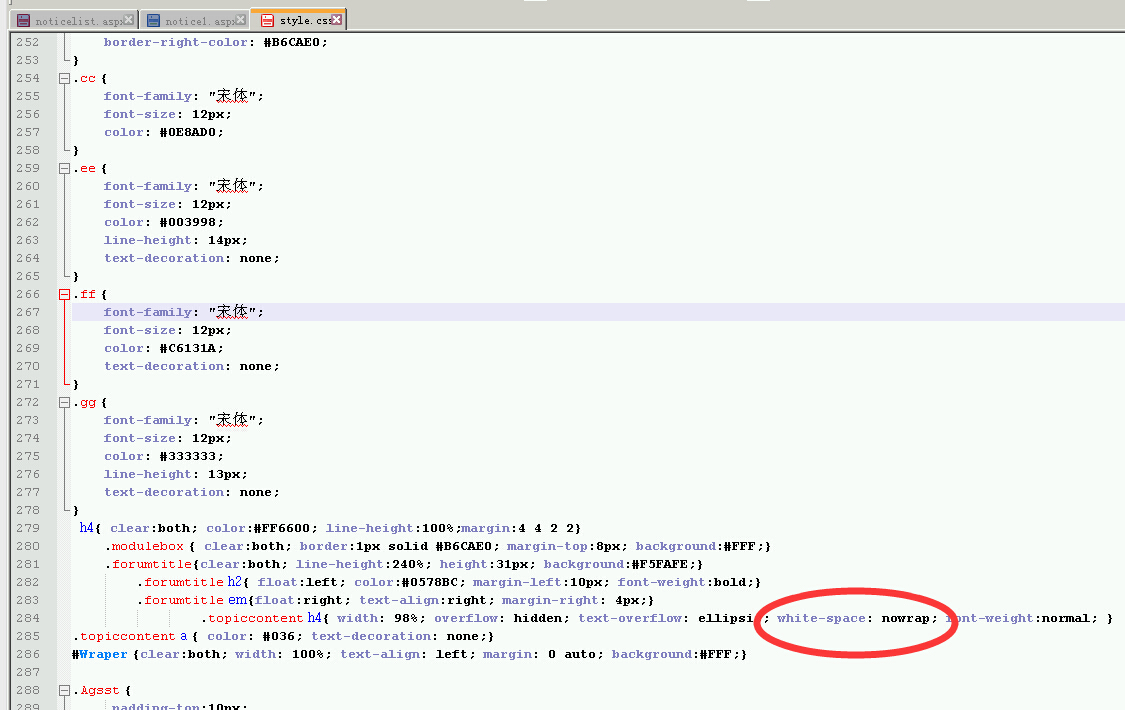 noticelist.aspx notice1.aspx style.css
252 border-right-color: #B6CAE0;
253 }
254 .cc {
255 font-family: "宋体";
256 font-size: 12px;
257 color: #0E8AD0;
258 }
259 .ee {
260 font-family: "宋体";
261 font-size: 12px;
262 color: #003998;
263 line-height: 14px;
264 text-decoration: none;
265 }
266 .ff {
267 font-family: "宋体";
268 font-size: 12px;
269 color: #C6131A;
270 text-decoration: none;
271 }
272 .gg {
273 font-family: "宋体";
274 font-size: 12px;
275 color: #333333;
276 line-height: 13px;
277 text-decoration: none;
278 }
279 h4{ clear:both; color:#FF6600; line-height:100%;margin:4 4 2 2}
280 .modulebox { clear:both; border:1px solid #B6CAE0; margin-top:8px; background:#FFF;}
281 .forumtitle{clear:both; line-height:240%; height:31px; background:#F5FAFE;}
282 .forumtitle h2{ float:left; color:#0578BC; margin-left:10px; font-weight:bold;}
283 .forumtitle em{float:right; text-align:right; margin-right: 4px;}
284 .topiccontent h4{ width: 98%; overflow: hidden; text-overflow: ellipsis; white-space: nowrap; font-weight:normal; }
285 .topiccontent a { color: #036; text-decoration: none;}
286 #Wraper {clear:both; width: 100%; text-align: left; margin: 0 auto; background:#FFF;}
287
288 .Agsst {
289 padding-top:10px;